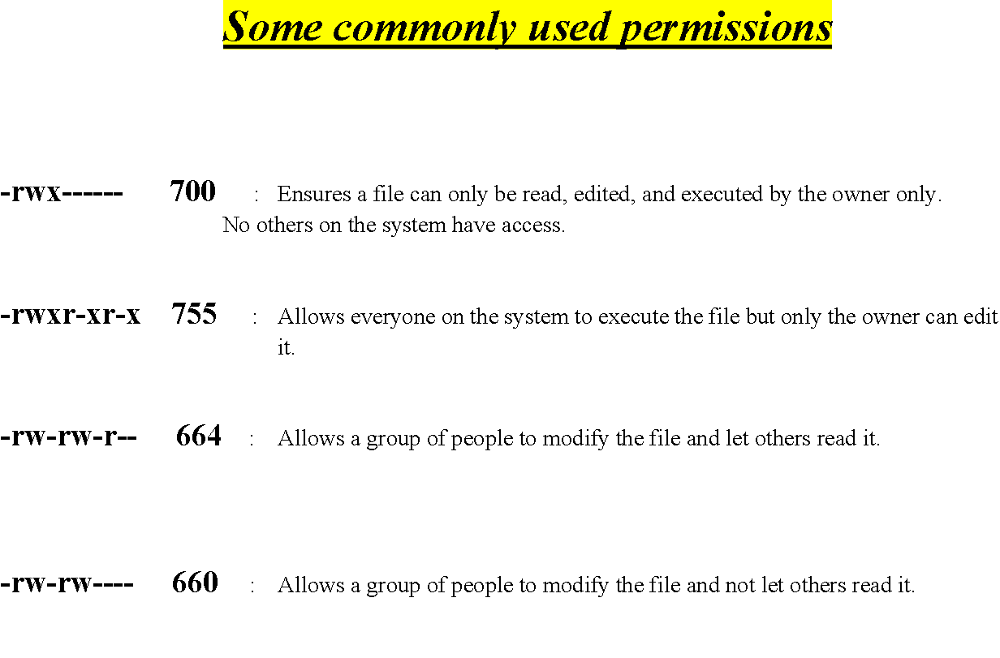 Some commonly used permissions
-rwx------ 700 : Ensures a file can only be read, edited, and executed by the owner only.
No others on the system have access.
-rwxr-xr-x 755 : Allows everyone on the system to execute the file but only the owner can edit
it.
-rw-rw-r-- 664 : Allows a group of people to modify the file and let others read it.
-rw-rw---- 660 : Allows a group of people to modify the file and not let others read it.